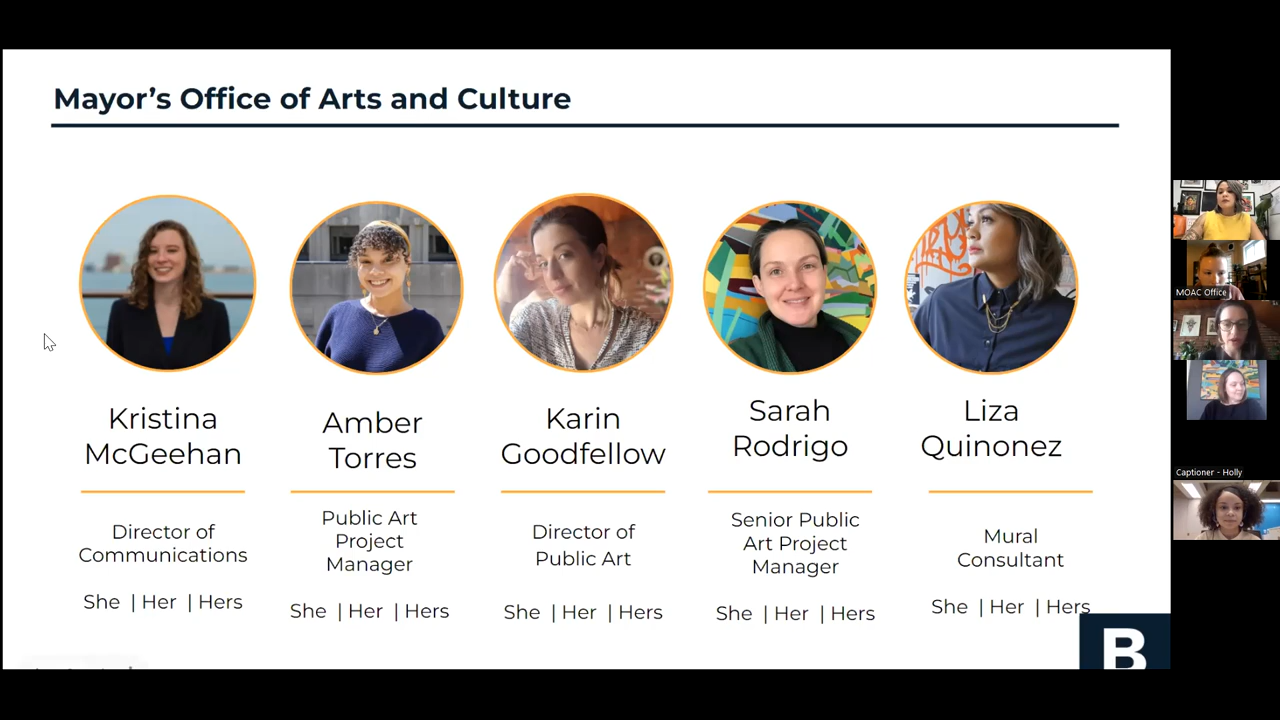 Mayor's Office of Arts and Culture
Kristina
McGeehan
Director of
Communications
She | Her | Hers
Amber
Torres
Public Art
Project
Manager
She | Her | Hers
Karin
Goodfellow
Director of
Public Art
She | Her | Hers
Sarah
Rodrigo
Senior Public
Art Project
Manager
She | Her | Hers
Liza
Quinonez
Mural
Consultant
She | Her | Hers
B
MOAC Office
Captioner - Holly